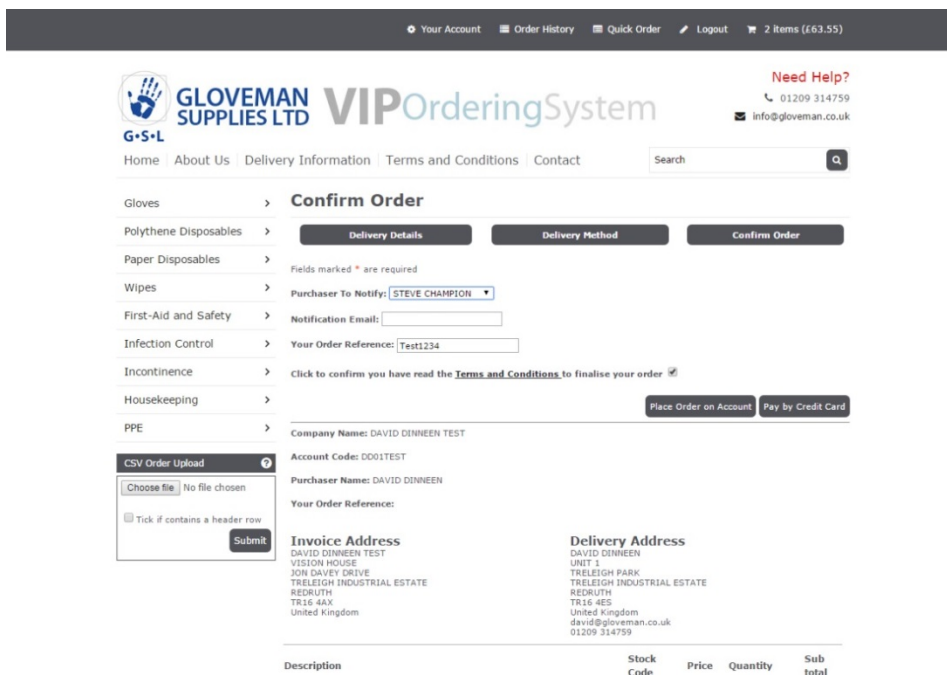 Your Account Order History Quick Order Logout 2 items (£63.55)
Need Help?
01209 314759
info@gloveman.co.uk
GLOVEMAN
SUPPLIES LTD
G•S•L
VIPOrderingSystem
Home About Us Delivery Information Terms and Conditions Contact
Search
Gloves
Polythene Disposables
Paper Disposables
Wipes
First-Aid and Safety
Infection Control
Incontinence
Housekeeping
PPE
CSV Order Upload ?
Choose file No file chosen
Tick if contains a header row
Submit
Confirm Order
Delivery Details Delivery Method Confirm Order
Fields marked * are required
Purchaser To Notify: STEVE CHAMPION
Notification Email:
Your Order Reference: Test1234
Click to confirm you have read the Terms and Conditions to finalise your order
Place Order on Account Pay by Credit Card
Company Name: DAVID DINNEEN TEST
Account Code: DD01TEST
Purchaser Name: DAVID DINNEEN
Your Order Reference:
Invoice Address
DAVID DINNEEN TEST
VISION HOUSE
JON DAVEY DRIVE
TRELEIGH INDUSTRIAL ESTATE
REDRUTH
TR16 4AX
United Kingdom
Delivery Address
DAVID DINNEEN
UNIT 1
TRELEIGH PARK
TRELEIGH INDUSTRIAL ESTATE
REDRUTH
TR16 4ES
United Kingdom
david@gloveman.co.uk
01209 314759
Description Stock Code Price Quantity Sub total